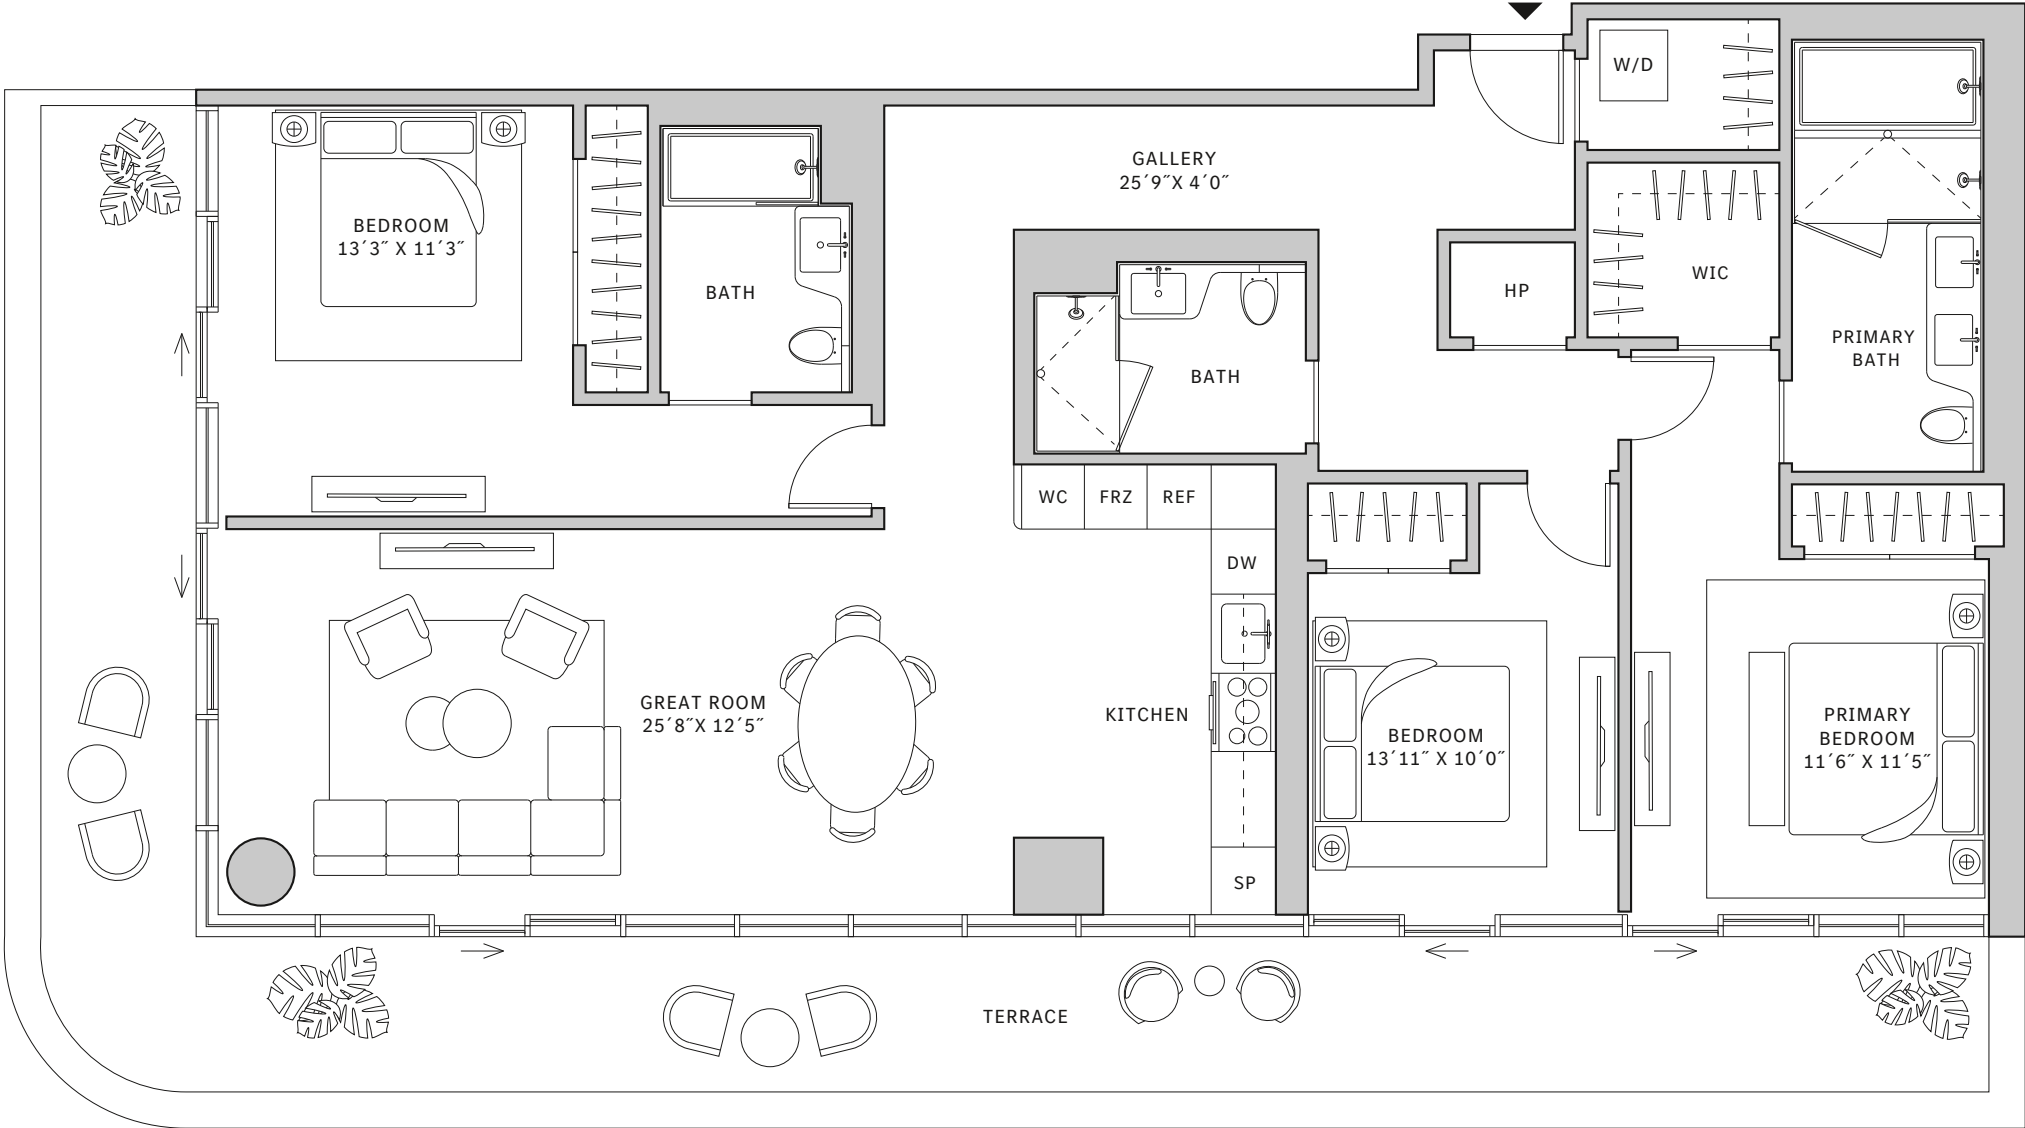 W/D
GALLERY
25´9˝X 4´0˝
BEDROOM
13´3˝ X 11´3˝
BATH
HP
WIC
PRIMARY
BATH
BATH
WC
FRZ
REF
DW
GREAT ROOM
25´8˝X 12´5˝
KITCHEN
BEDROOM
13´11˝ X 10´0˝
PRIMARY
BEDROOM
11´6˝ X 11´5˝
SP
TERRACE